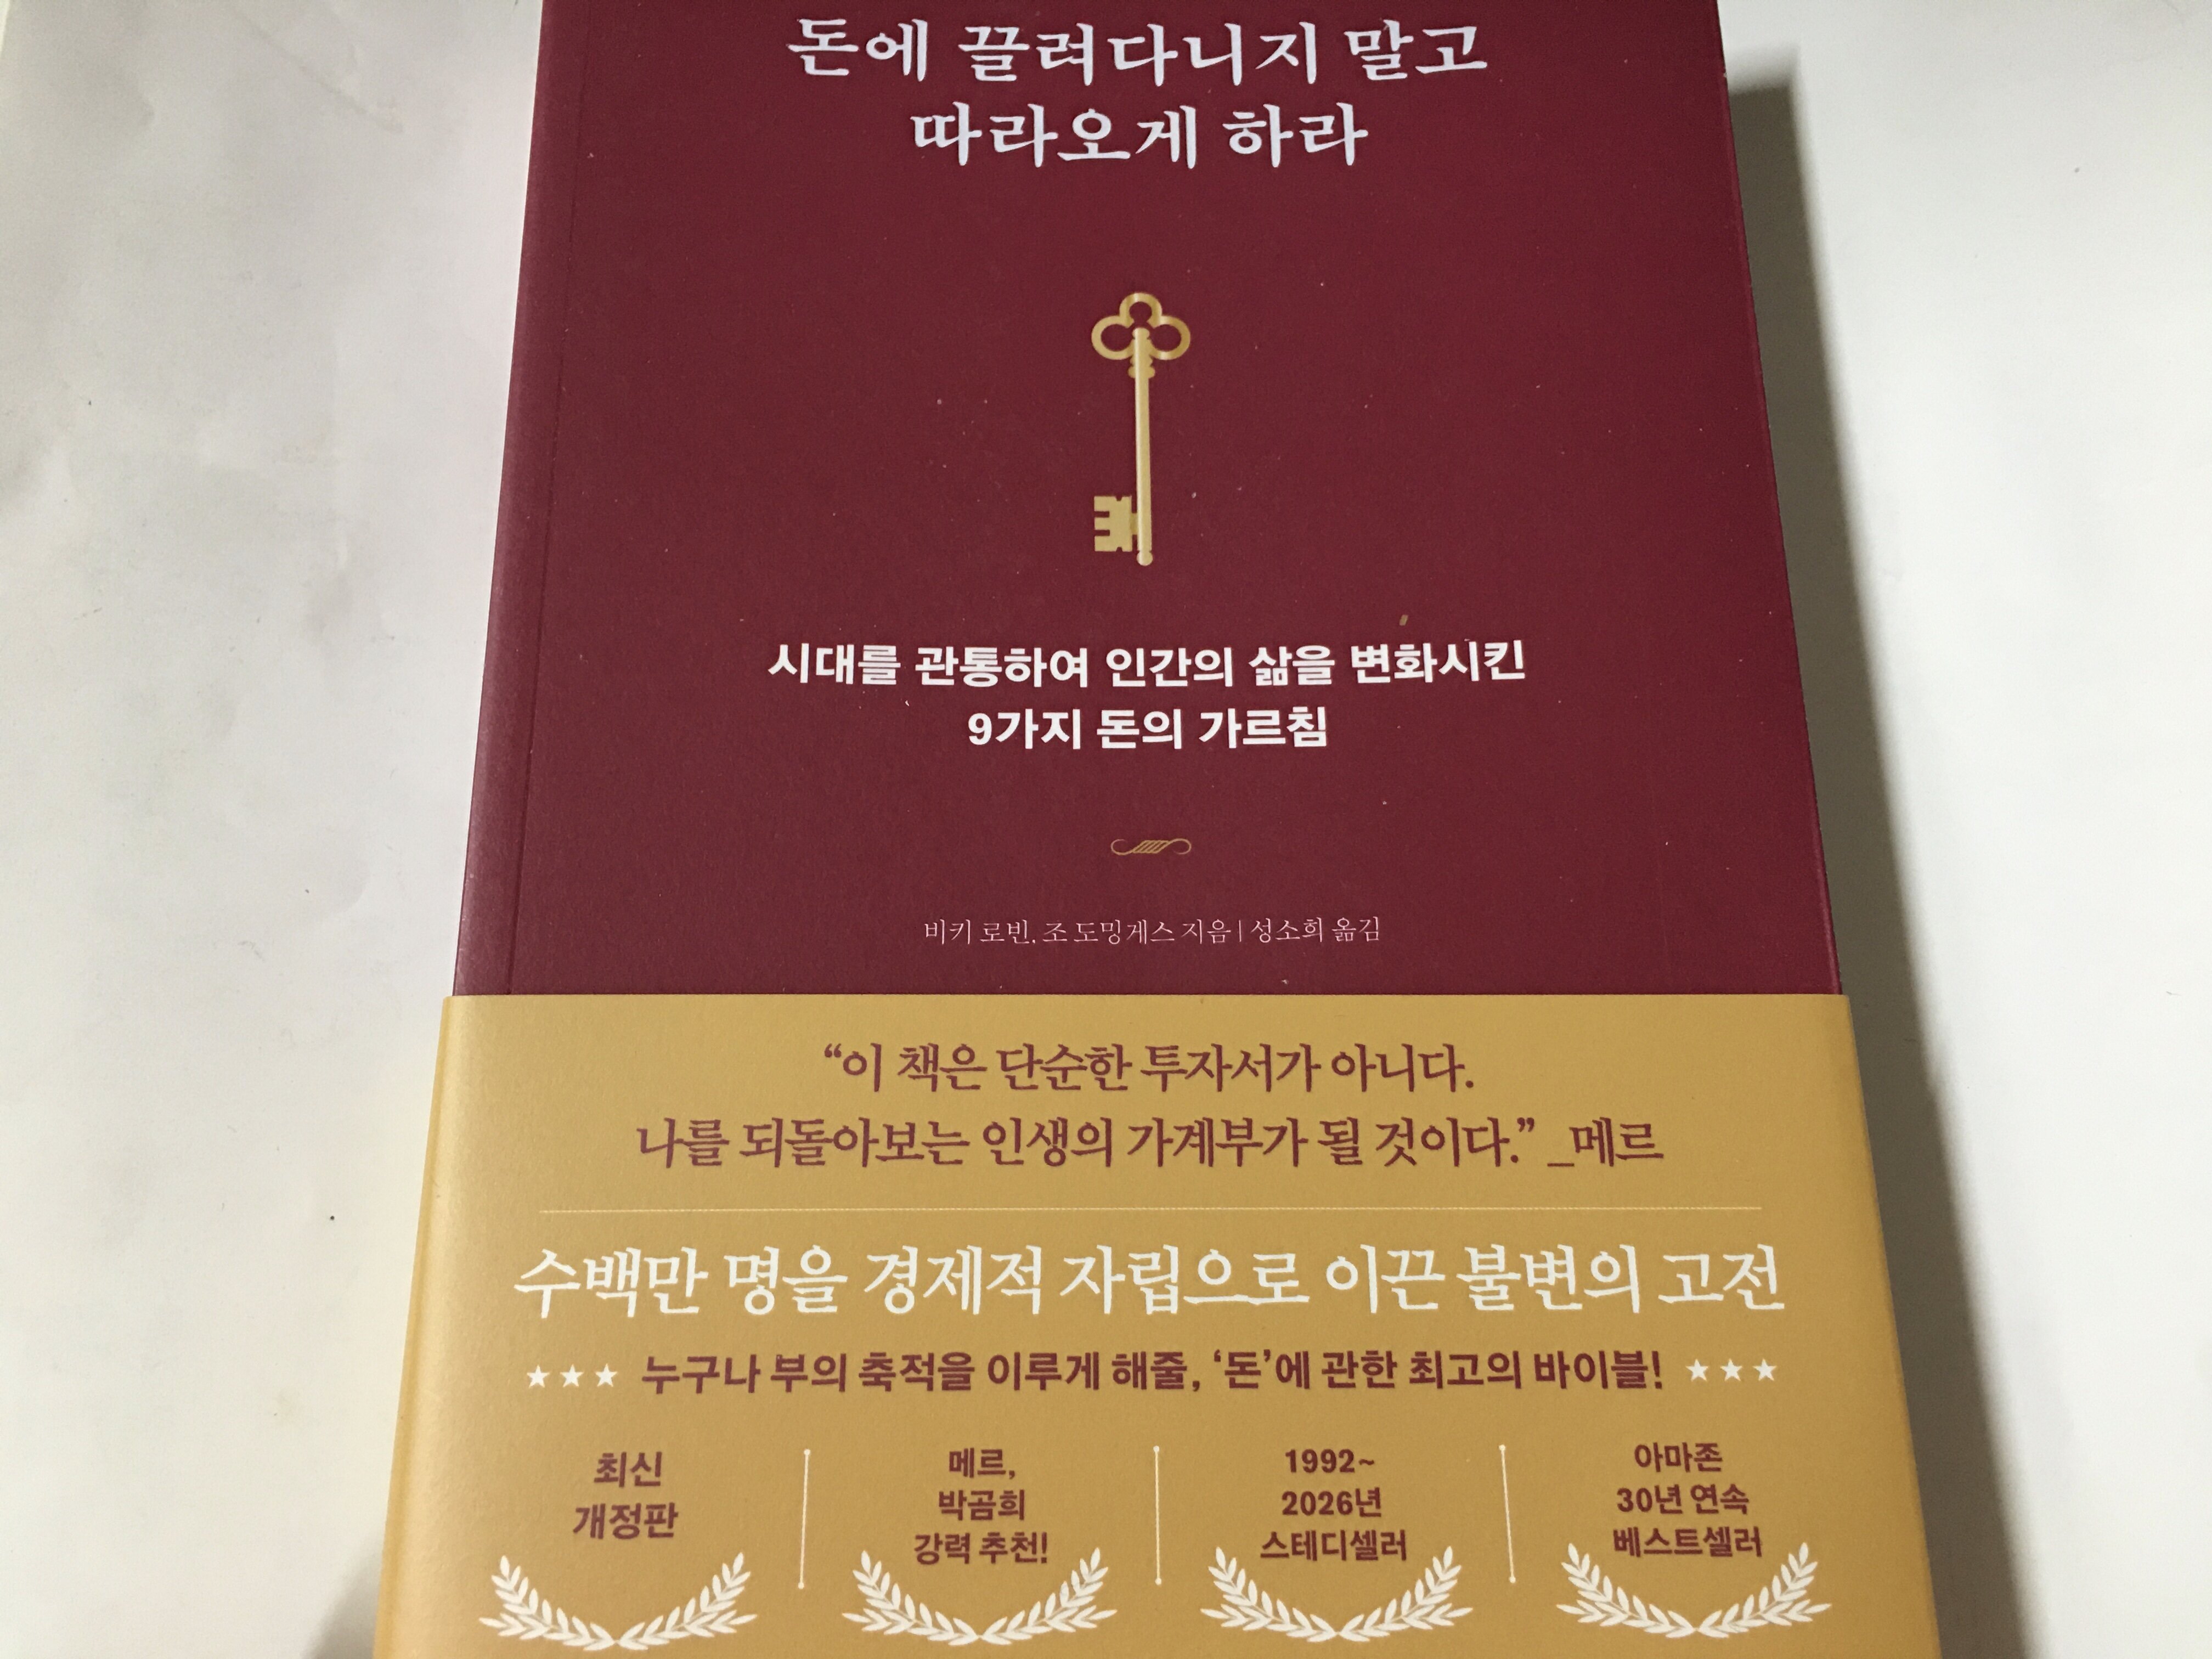 돈에 끌려다니지 말고
따라오게 하라
시대를 관통하여 인간의 삶을 변화시킨
9가지 돈의 가르침
비키 로빈, 조 도밍게스 지음 | 성소희 옮김
“이 책은 단순한 투자서가 아니다.
나를 되돌아보는 인생의 가계부가 될 것이다.” _메르
수백만 명을 경제적 자립으로 이끈 불변의 고전
★★★ 누구나 부의 축적을 이루게 해줄, ‘돈’에 관한 최고의 바이블! ★★★
최신
개정판
메르,
박곰희
강력 추천!
1992~
2026년
스테디셀러
아마존
30년 연속
베스트셀러